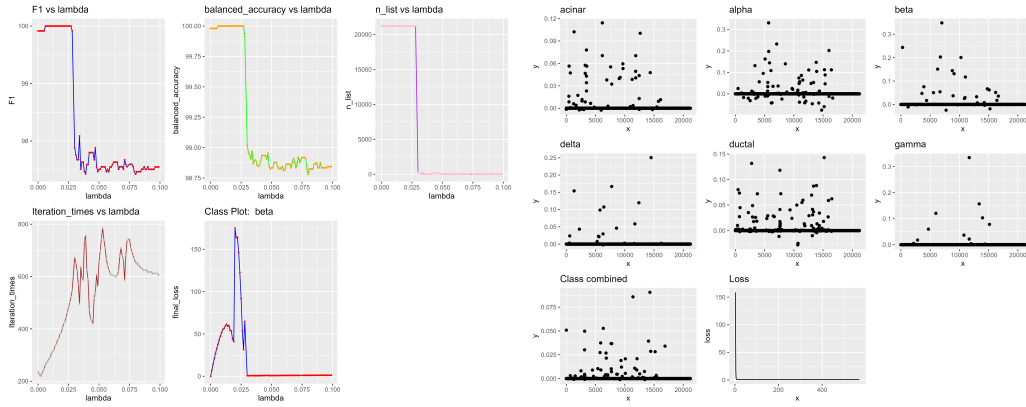 F1 vs lambda
F1
100
99
98
0.000 0.025 0.050 0.075 0.100
lambda
balanced_accuracy vs lambda
balanced_accuracy
100.00
99.75
99.50
99.25
99.00
98.75
0.000 0.025 0.050 0.075 0.100
lambda
n_list vs lambda
n_list
20000
15000
10000
5000
0
0.000 0.025 0.050 0.075 0.100
lambda
Iteration_times vs lambda
Iteration_times
800
600
400
200
0.000 0.025 0.050 0.075 0.100
lambda
Class Plot: beta
final_loss
150
100
50
0
0.000 0.025 0.050 0.075 0.100
lambda
acinar
y
0.12
0.09
0.06
0.03
0.00
0 5000 10000 15000 20000
x
alpha
y
0.3
0.2
0.1
0.0
0 5000 10000 15000 20000
x
beta
y
0.3
0.2
0.1
0.0
0 5000 10000 15000 20000
x
delta
y
0.25
0.20
0.15
0.10
0.05
0.00
0 5000 10000 15000 20000
x
ductal
y
0.15
0.10
0.05
0.00
0 5000 10000 15000 20000
x
gamma
y
0.3
0.2
0.1
0.0
0 5000 10000 15000 20000
x
Class combined
y
0.075
0.050
0.025
0.000
0 5000 10000 15000 20000
x
Loss
loss
150
100
50
0
0 200 400
x